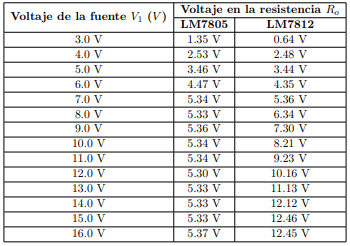 Voltaje de la fuente V₁ (V) | Voltaje en la resistencia Rₒ
LM7805 | LM7812
3.0 V | 1.35 V | 0.64 V
4.0 V | 2.53 V | 2.48 V
5.0 V | 3.46 V | 3.44 V
6.0 V | 4.47 V | 4.35 V
7.0 V | 5.34 V | 5.36 V
8.0 V | 5.33 V | 6.34 V
9.0 V | 5.36 V | 7.30 V
10.0 V | 5.34 V | 8.21 V
11.0 V | 5.34 V | 9.23 V
12.0 V | 5.30 V | 10.16 V
13.0 V | 5.33 V | 11.13 V
14.0 V | 5.33 V | 12.12 V
15.0 V | 5.33 V | 12.46 V
16.0 V | 5.37 V | 12.45 V